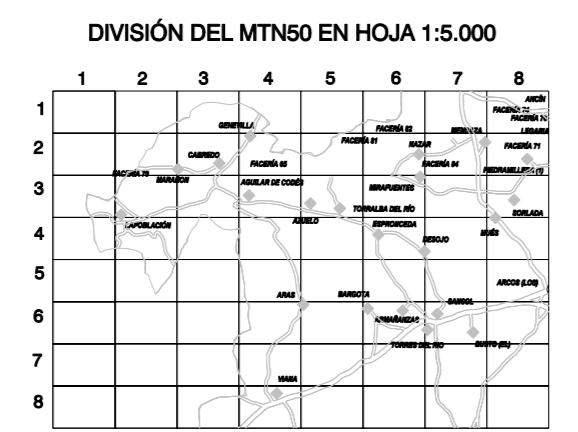 DIVISIÓN DEL MTN50 EN HOJA 1:5.000
1 2 3 4 5 6 7 8
1
ANCÍN
FACERÍA
GENEVILLA
FACERÍA 82
MENDAZA
LEGARIA
2
FACERÍA 81
NAZAR
FACERÍA 71
CABREDO
FACERÍA 65
FACERÍA 84
PIEDRAMILLERA (1)
MARAÑON
3
AGUILAR DE CODÉS
MIRAFUENTES
TORRALBA DEL RÍO
SORLADA
AZUELO
4
LAPOBLACIÓN
ESPRONCEDA
MUÉS
DESOJO
5
ARCOS (LOS)
ARAS
BARGOTA
SANSOL
6
ARMAÑANZAS
TORRES DEL RIO
BUSTO (EL)
7
VIANA
8